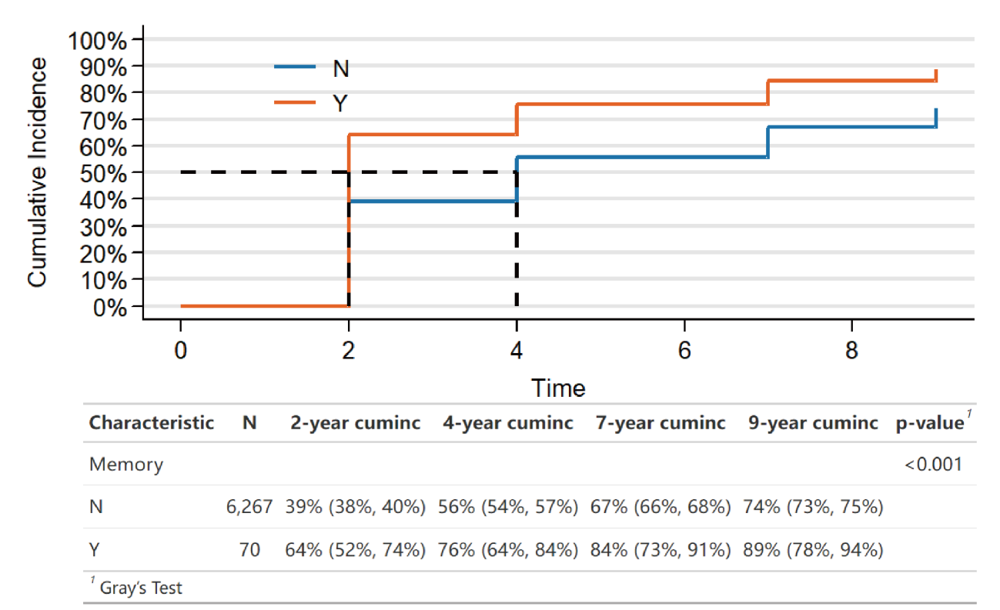 Cumulative Incidence
100%
90%
80%
70%
60%
50%
40%
30%
20%
10%
0%
N
Y
0 2 4 6 8
Time
Characteristic N 2-year cuminc 4-year cuminc 7-year cuminc 9-year cuminc p-value 1
Memory <0.001
N 6,267 39% (38%, 40%) 56% (54%, 57%) 67% (66%, 68%) 74% (73%, 75%)
Y 70 64% (52%, 74%) 76% (64%, 84%) 84% (73%, 91%) 89% (78%, 94%)
1 Gray's Test